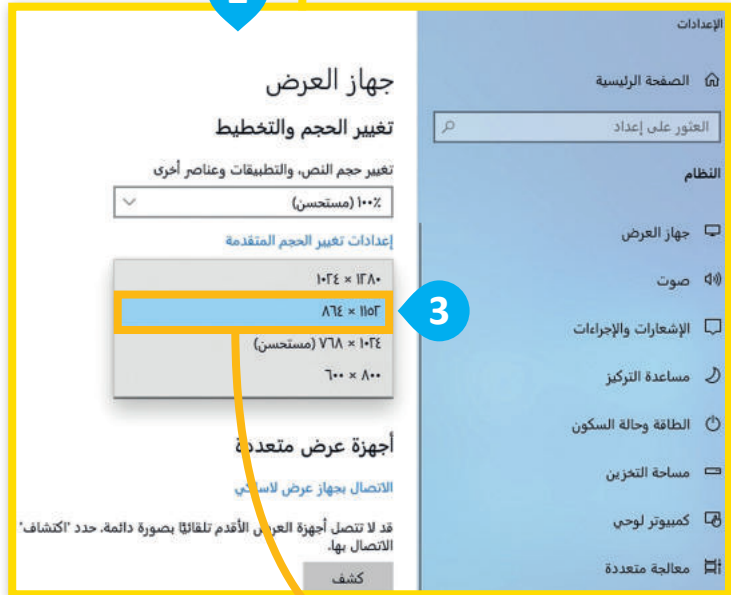 الإعدادات
الصفحة الرئيسية
العثور على إعداد
النظام
جهاز العرض
صوت
الإشعارات والإجراءات
مساعدة التركيز
الطاقة وحالة السكون
مساحة التخزين
كمبيوتر لوحي
معالجة متعددة
جهاز العرض
تغيير الحجم والتخطيط
تغيير حجم النص، والتطبيقات وعناصر أخرى
١٠٠٪ (مستحسن)
إعدادات تغيير الحجم المتقدمة
١٢٨٠ × ١٠٢٤
١١٥٢ × ٨٦٤
3
١٠٢٤ × ٧٦٨ (مستحسن)
٨٠٠ × ٦٠٠
أجهزة عرض متعددة
الاتصال بجهاز عرض لاسلكي
قد لا تتصل أجهزة العرض الأقدم تلقائيًا بصورة دائمة. حدد "اكتشاف"
الاتصال بها.
كشف